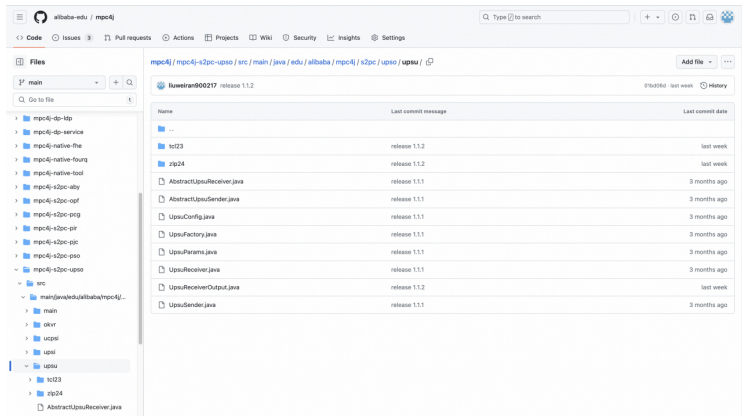 alibaba-edu / mpc4j
Type / to search
Code
Issues 3
Pull requests
Actions
Projects
Wiki
Security
Insights
Settings
Files
main
Go to file
t
mpc4j-dp-ldp
mpc4j-dp-service
mpc4j-native-fhe
mpc4j-native-fourq
mpc4j-native-tool
mpc4j-s2pc-aby
mpc4j-s2pc-opf
mpc4j-s2pc-pcg
mpc4j-s2pc-pir
mpc4j-s2pc-pjc
mpc4j-s2pc-pso
mpc4j-s2pc-upso
src
main/java/edu/alibaba/mpc4j/...
main
okvr
ucpsi
upsi
upsu
tcl23
zlp24
AbstractUpsuReceiver.java
mpc4j / mpc4j-s2pc-upso / src / main / java / edu / alibaba / mpc4j / s2pc / upso / upsu /
Add file
liuweiran900217 release 1.1.2
last week
History
Name Last commit message Last commit date
..
tcl23 release 1.1.2 last week
zlp24 release 1.1.2 last week
AbstractUpsuReceiver.java release 1.1.1 3 months ago
AbstractUpsuSender.java release 1.1.1 3 months ago
UpsuConfig.java release 1.1.1 3 months ago
UpsuFactory.java release 1.1.1 3 months ago
UpsuParams.java release 1.1.1 3 months ago
UpsuReceiver.java release 1.1.1 3 months ago
UpsuReceiverOutput.java release 1.1.2 last week
UpsuSender.java release 1.1.1 3 months ago